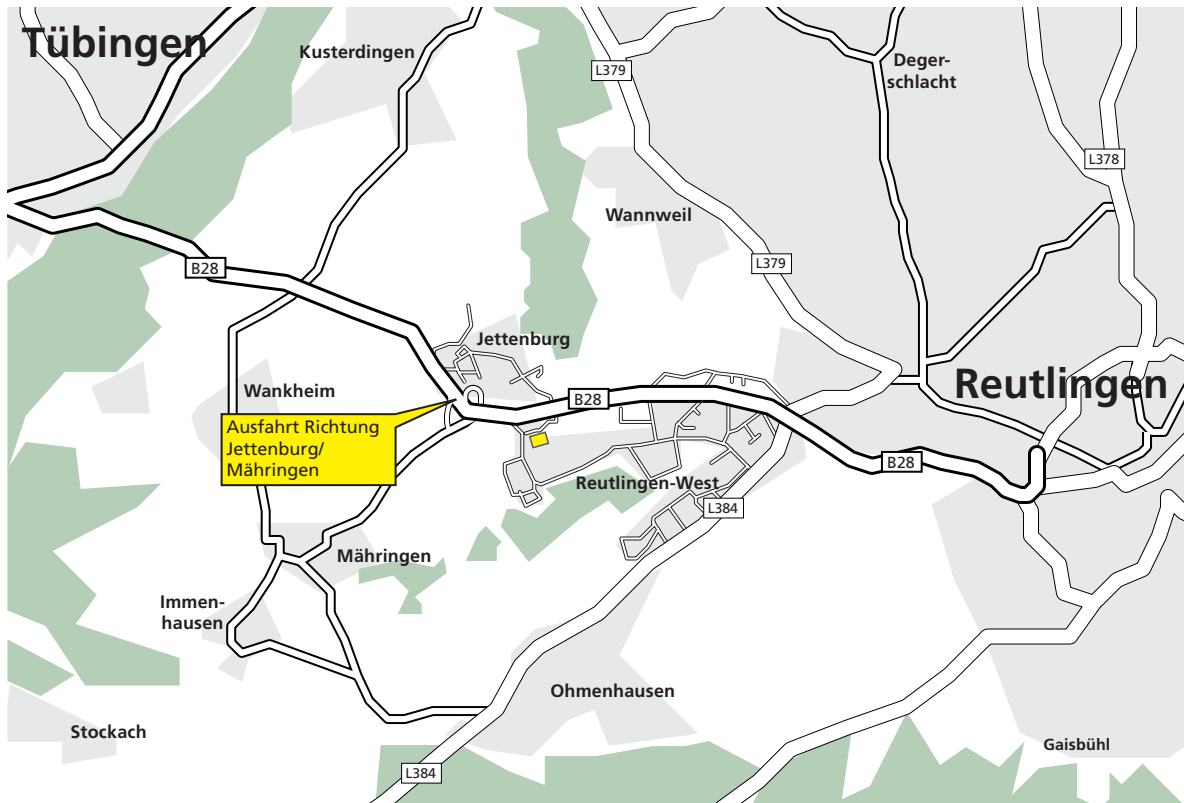 Tübingen
Kusterdingen
L379
Deger-
schlacht
L378
Wannweil
B28
L379
Jettenburg
Wankheim
Reutlingen
B28
Ausfahrt Richtung
Jettenburg/
Mähringen
B28
Reutlingen-West
L384
Mähringen
Immen-
hausen
Ohmenhausen
Stockach
Gaisbühl
L384